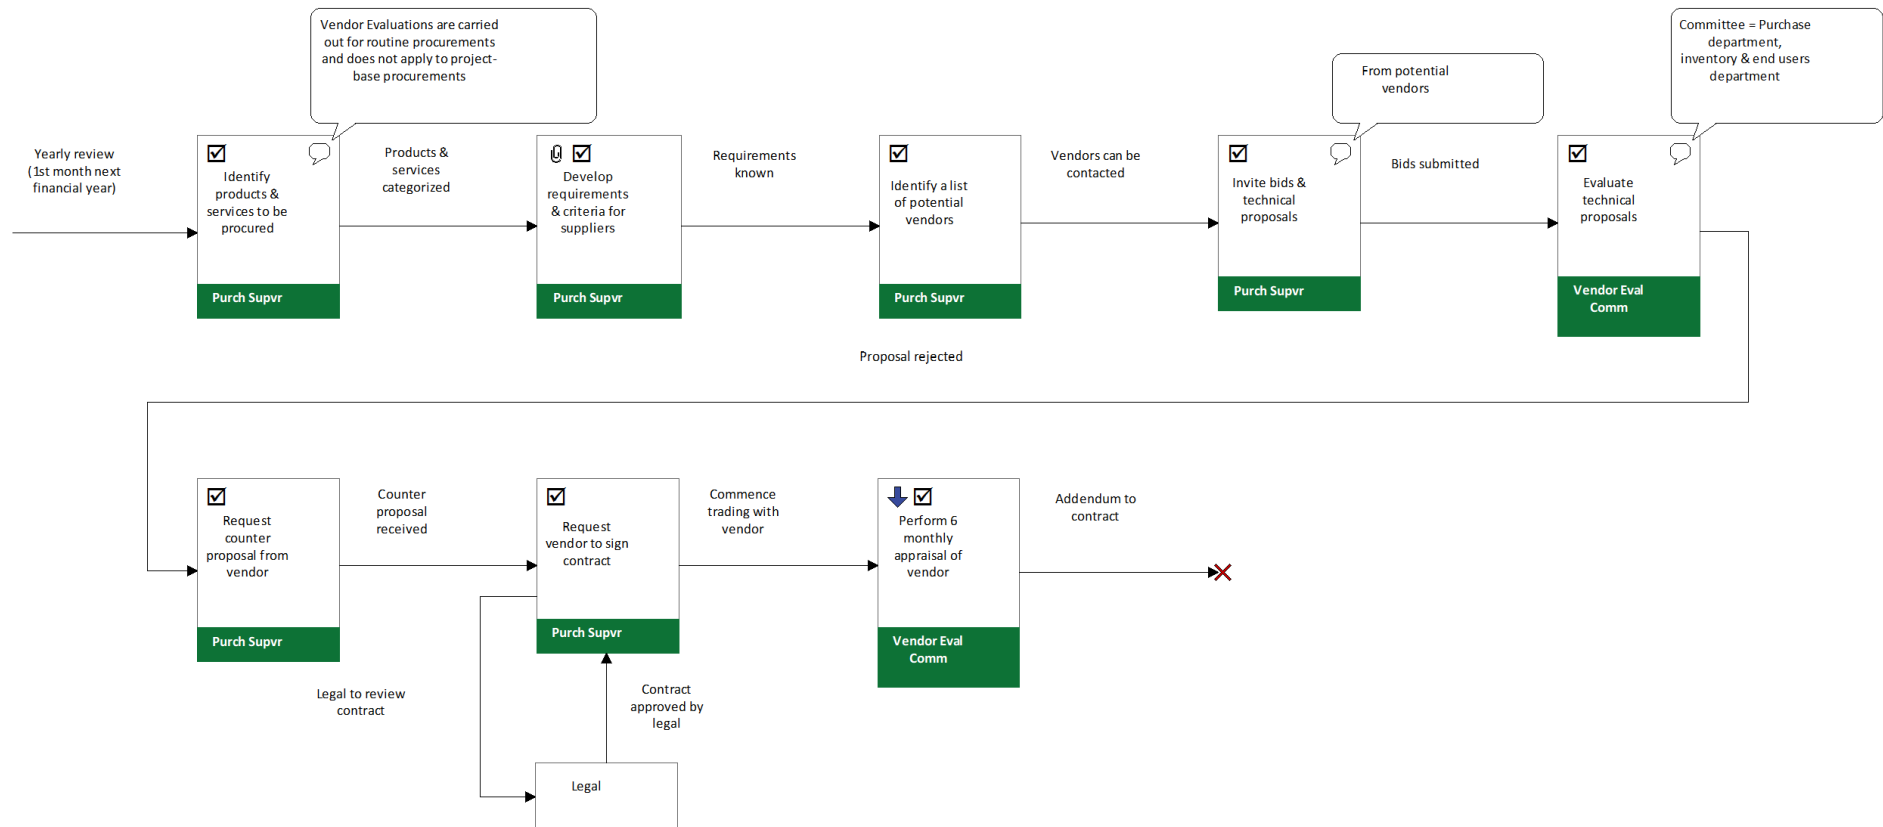 Vendor Evaluations are carried
out for routine procurements
and does not apply to project-
base procurements
From potential
vendors
Committee = Purchase
department,
inventory & end users
department
Yearly review
(1st month next
financial year)
Identify
products &
services to be
procured
Purch Supvr
Products &
services
categorized
Develop
requirements
& criteria for
suppliers
Purch Supvr
Requirements
known
Identify a list
of potential
vendors
Purch Supvr
Vendors can be
contacted
Invite bids &
technical
proposals
Purch Supvr
Bids submitted
Evaluate
technical
proposals
Vendor Eval
Comm
Proposal rejected
Request
counter
proposal from
vendor
Purch Supvr
Counter
proposal
received
Request
vendor to sign
contract
Purch Supvr
Commence
trading with
vendor
Perform 6
monthly
appraisal of
vendor
Vendor Eval
Comm
Addendum to
contract
Legal to review
contract
Contract
approved by
legal
Legal